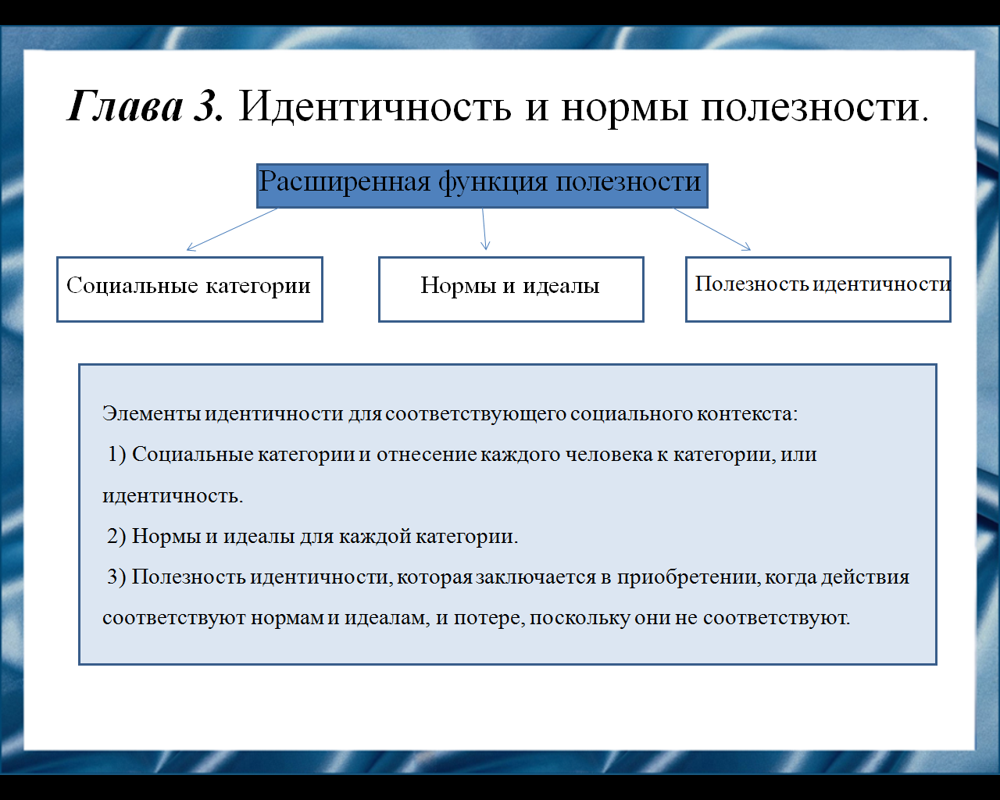 Глава 3. Идентичность и нормы полезности.
Расширенная функция полезности
Социальные категории
Нормы и идеалы
Полезность идентичности
Элементы идентичности для соответствующего социального контекста:
1) Социальные категории и отнесение каждого человека к категории, или
идентичность.
2) Нормы и идеалы для каждой категории.
3) Полезность идентичности, которая заключается в приобретении, когда действия
соответствуют нормам и идеалам, и потере, поскольку они не соответствуют.